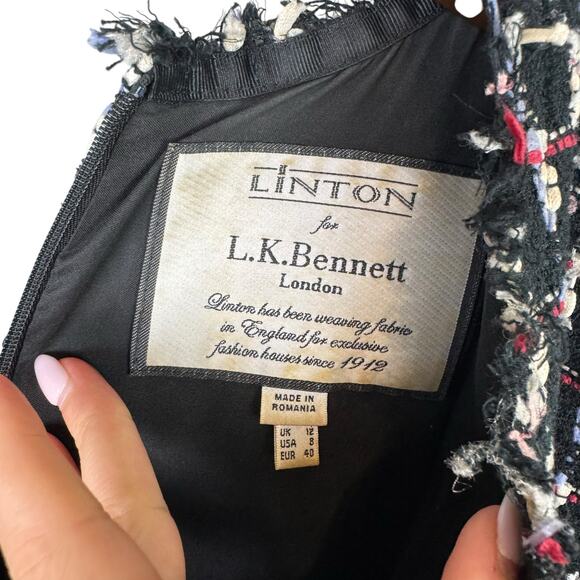 LINTON
for
L.K.Bennett
London
Linton has been weaving fabric
in England for exclusive
fashion houses since 1912
MADE IN
ROMANIA
UK 12
USA 8
EUR 40